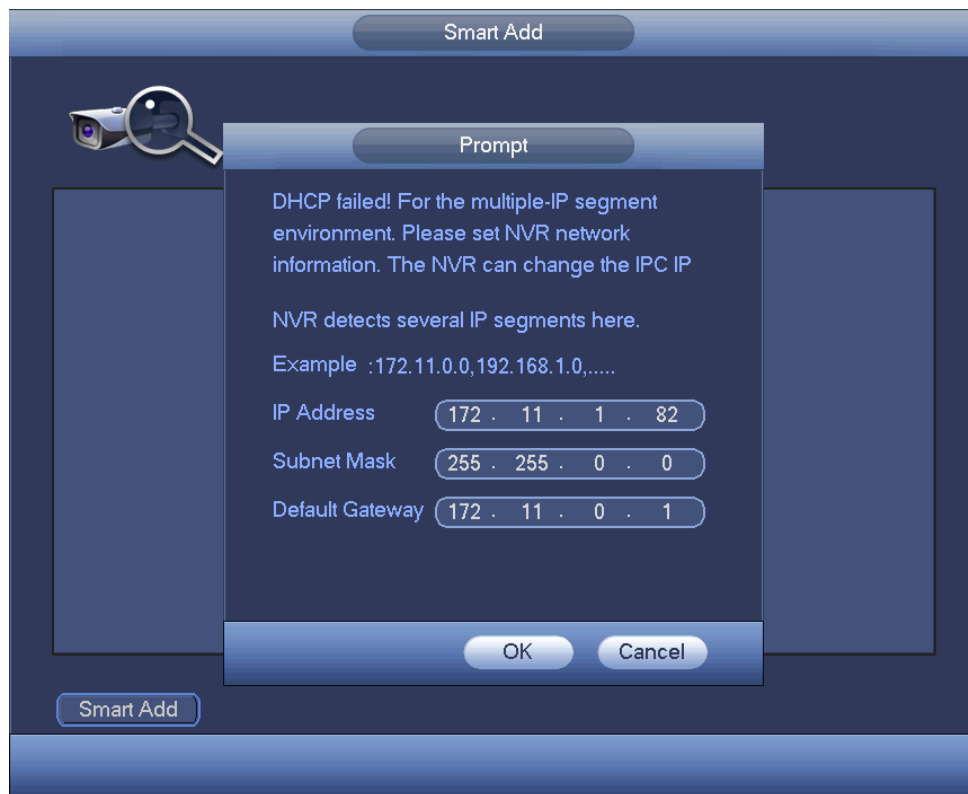 Smart Add
Prompt
DHCP failed! For the multiple-IP segment
environment. Please set NVR network
information. The NVR can change the IPC IP
NVR detects several IP segments here.
Example :172.11.0.0,192.168.1.0,.....
IP Address 172 . 11 . 1 . 82
Subnet Mask 255 . 255 . 0 . 0
Default Gateway 172 . 11 . 0 . 1
OK Cancel
Smart Add